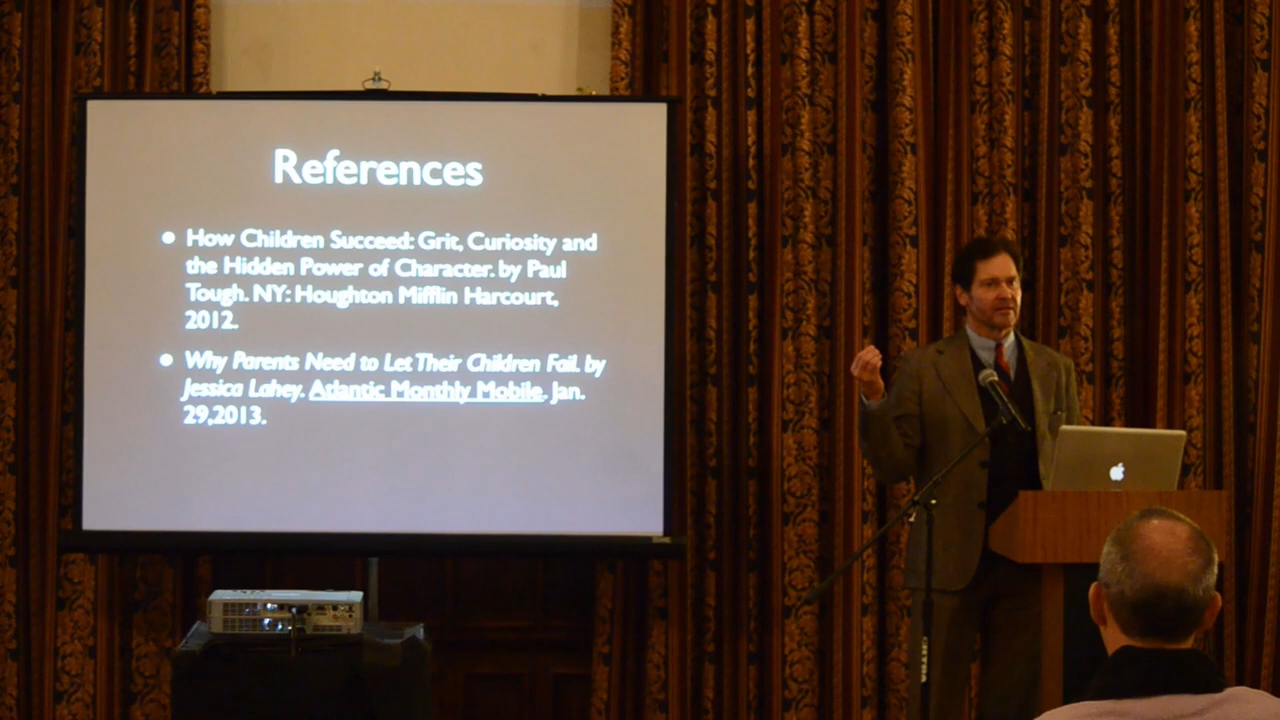 References
• How Children Succeed: Grit, Curiosity and
the Hidden Power of Character. by Paul
Tough. NY: Houghton Mifflin Harcourt,
2012.
• Why Parents Need to Let Their Children Fail. by
Jessica Lahey. Atlantic Monthly Mobile. Jan.
29,2013.